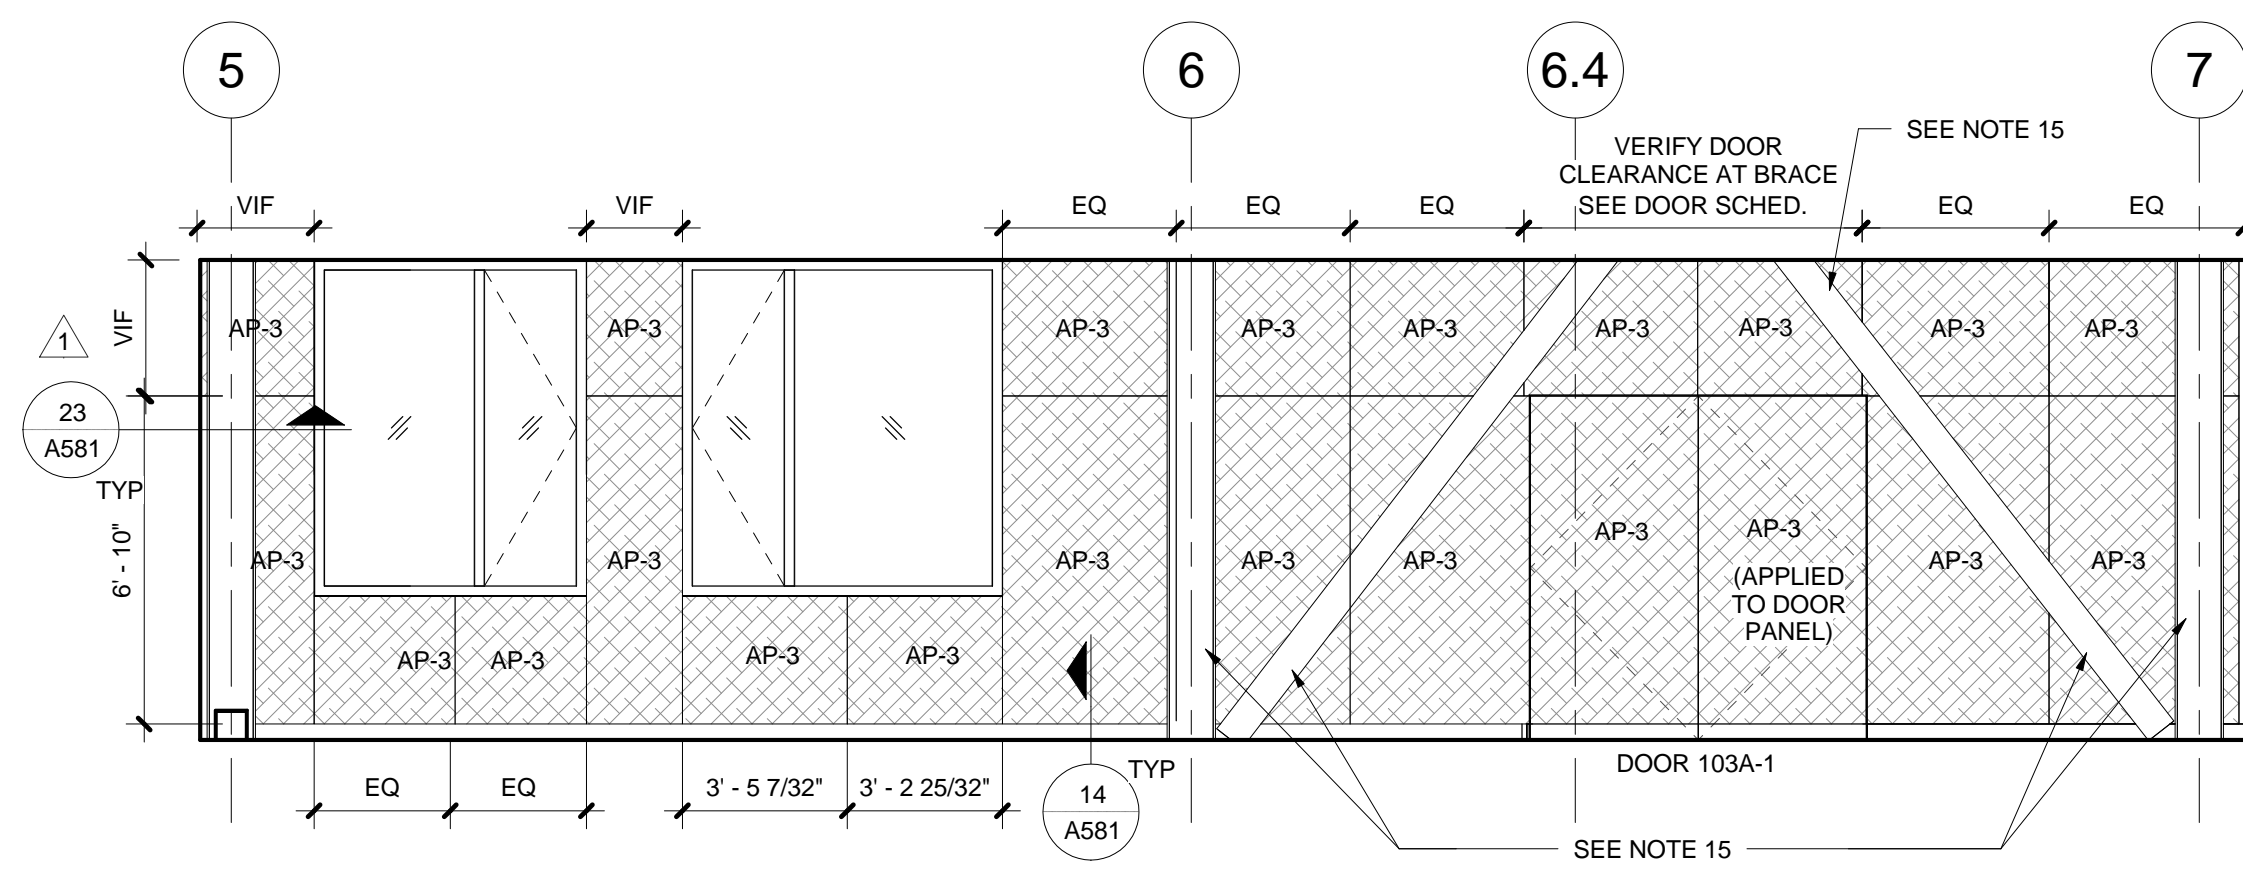 5
6
6.4
7
SEE NOTE 15
VERIFY DOOR
CLEARANCE AT BRACE
SEE DOOR SCHED.
VIF
VIF
EQ
EQ
EQ
EQ
EQ
VIF
1
AP-3
AP-3
AP-3
AP-3
AP-3
AP-3
AP-3
AP-3
AP-3
23
A581
TYP
6' - 10"
AP-3
AP-3
AP-3
AP-3
AP-3
AP-3
AP-3
AP-3
AP-3
(APPLIED
TO DOOR
PANEL)
AP-3
AP-3
AP-3
AP-3
DOOR 103A-1
EQ
EQ
3' - 5 7/32"
3' - 2 25/32"
TYP
14
A581
SEE NOTE 15